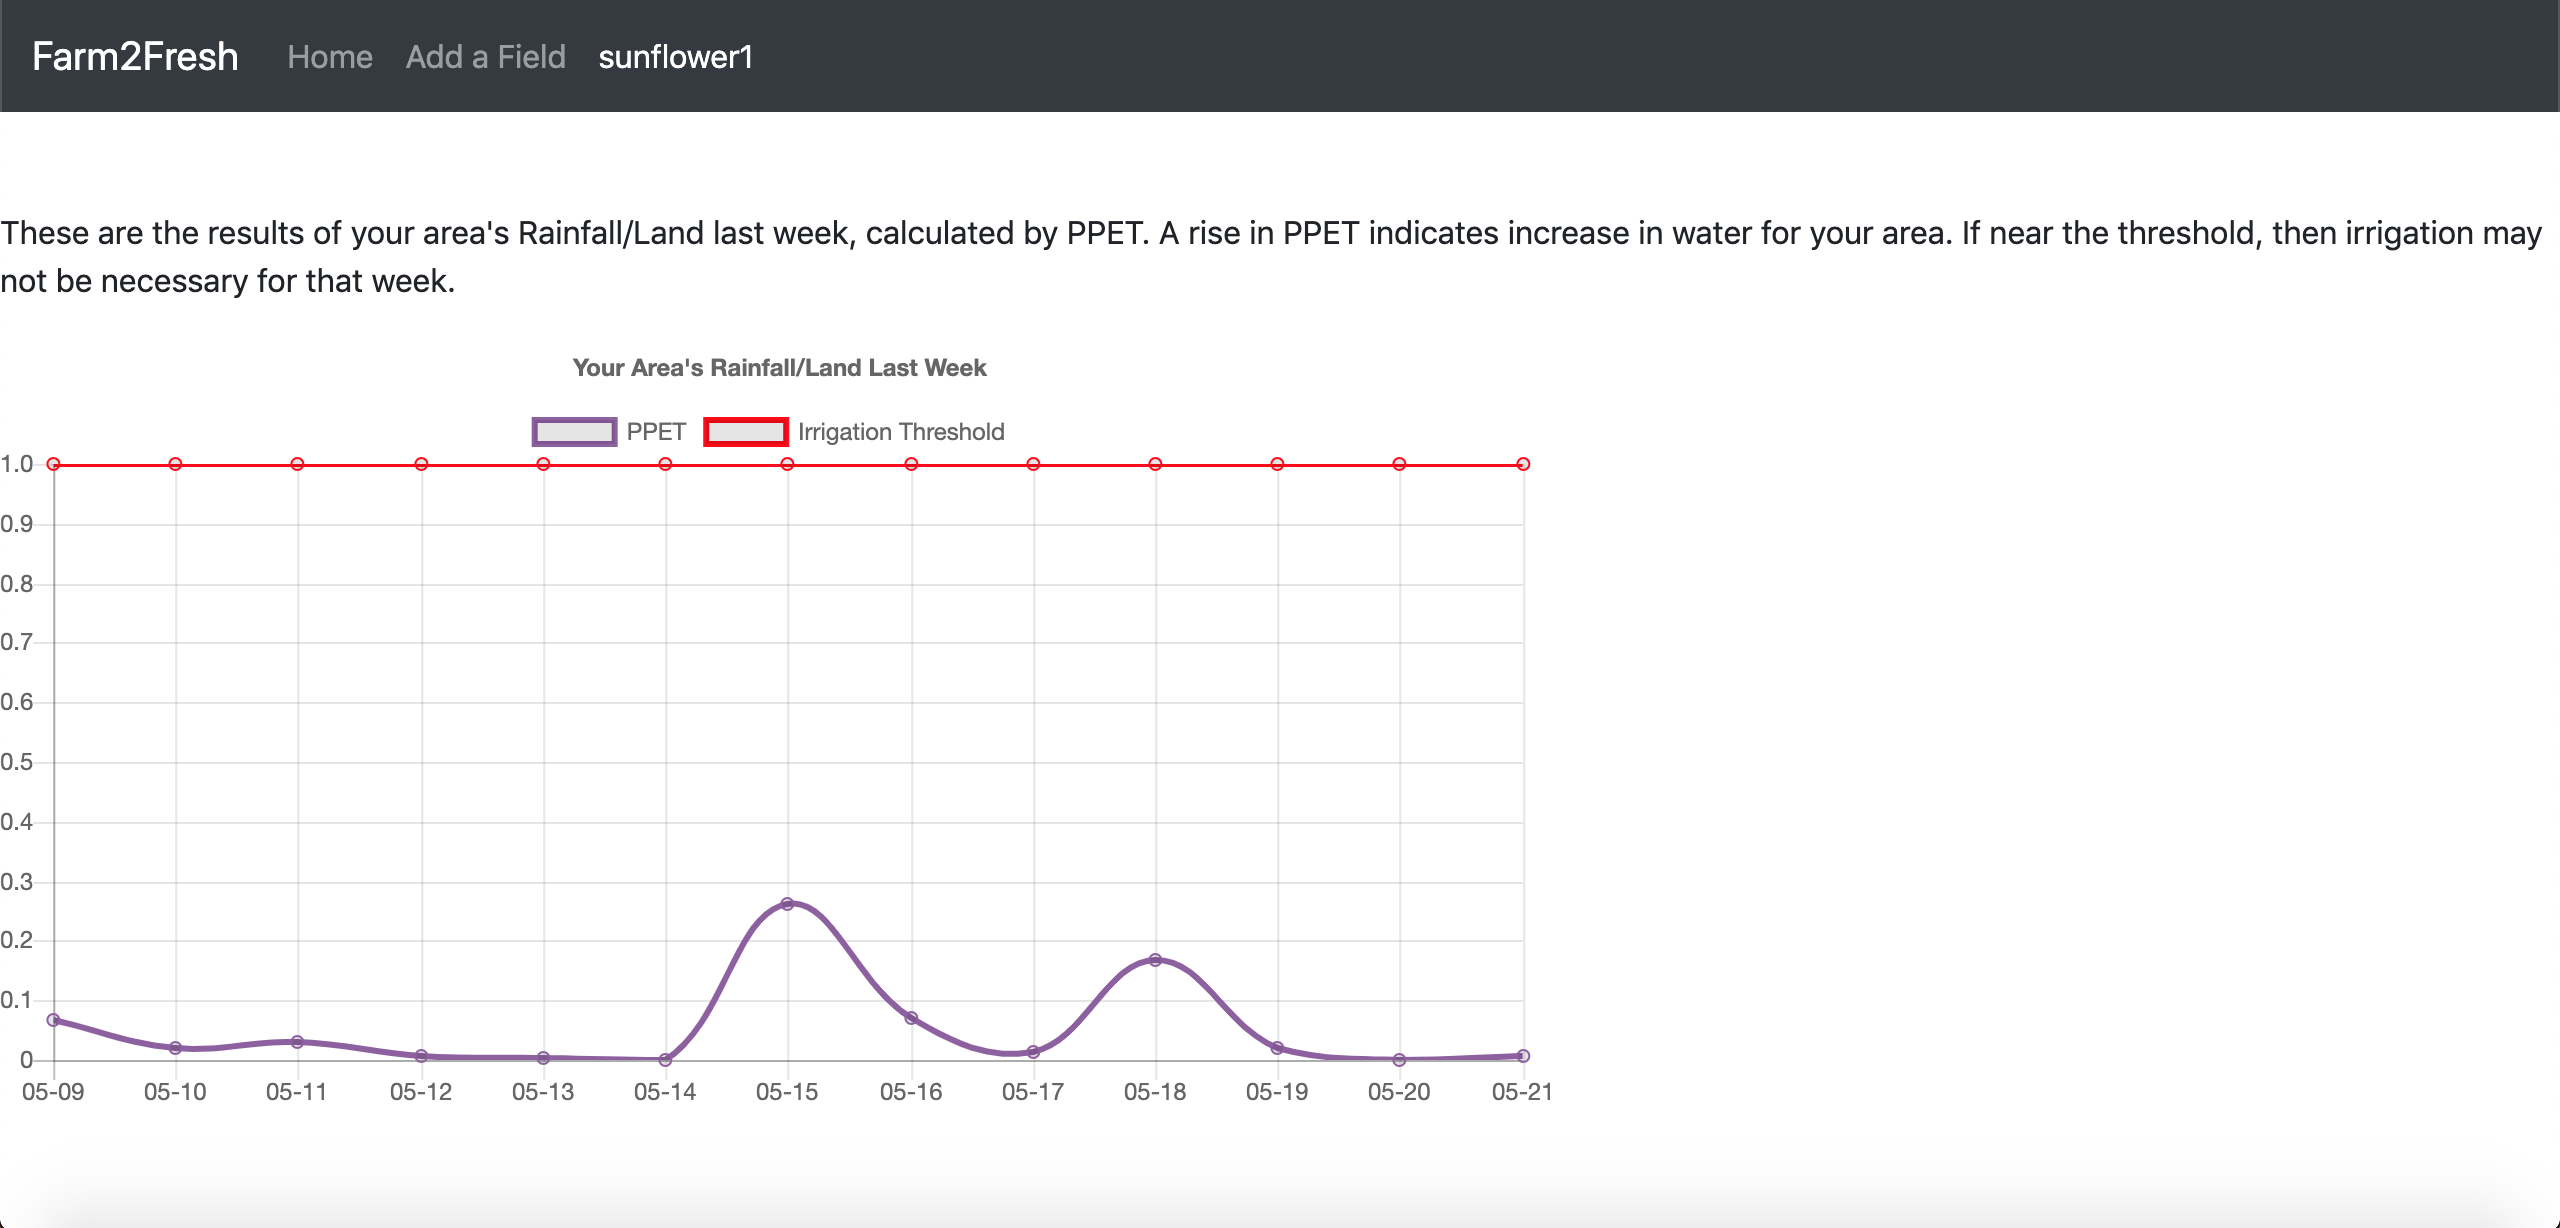 Farm2Fresh Home Add a Field sunflower1
These are the results of your area's Rainfall/Land last week, calculated by PPET. A rise in PPET indicates increase in water for your area. If near the threshold, then irrigation may
not be necessary for that week.
Your Area's Rainfall/Land Last Week
PPET Irrigation Threshold
1.0
0.9
0.8
0.7
0.6
0.5
0.4
0.3
0.2
0.1
0
05-09 05-10 05-11 05-12 05-13 05-14 05-15 05-16 05-17 05-18 05-19 05-20 05-21